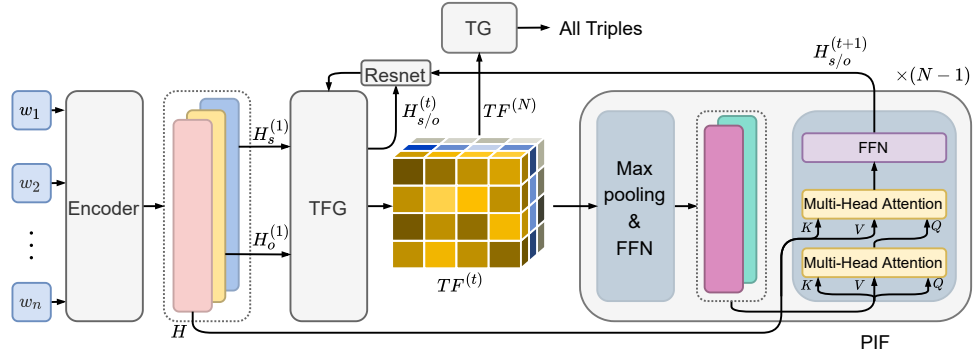 TG
All Triples
H_{s/o}^{(t+1)}
×(N−1)
Resnet
w_1
H_s^{(1)}
H_{s/o}^{(t)}
TF^{(N)}
FFN
w_2
Encoder
TFG
Max
pooling
&
FFN
Multi-Head Attention
K
V
Q
H_o^{(1)}
Multi-Head Attention
K
V
Q
TF^{(t)}
w_n
H
PIF